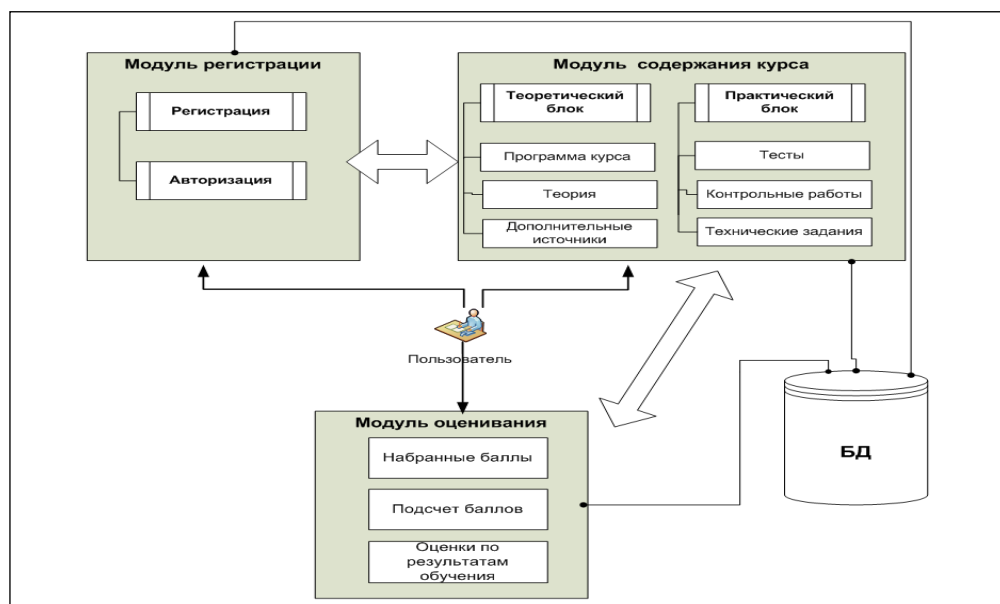 Модуль регистрации
Регистрация
Авторизация
Модуль содержания курса
Теоретический
блок
Программа курса
Теория
Дополнительные
источники
Практический
блок
Тесты
Контрольные работы
Технические задания
Пользователь
Модуль оценивания
Набранные баллы
Подсчет баллов
Оценки по
результатам
обучения
БД